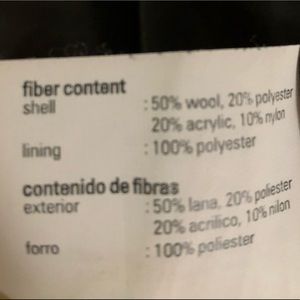 fiber content
shell : 50% wool, 20% polyester
20% acrylic, 10% nylon
lining : 100% polyester
contenido de fibras
exterior : 50% lana, 20% poliester
20% acrilico, 10% nilon
forro : 100% poliester